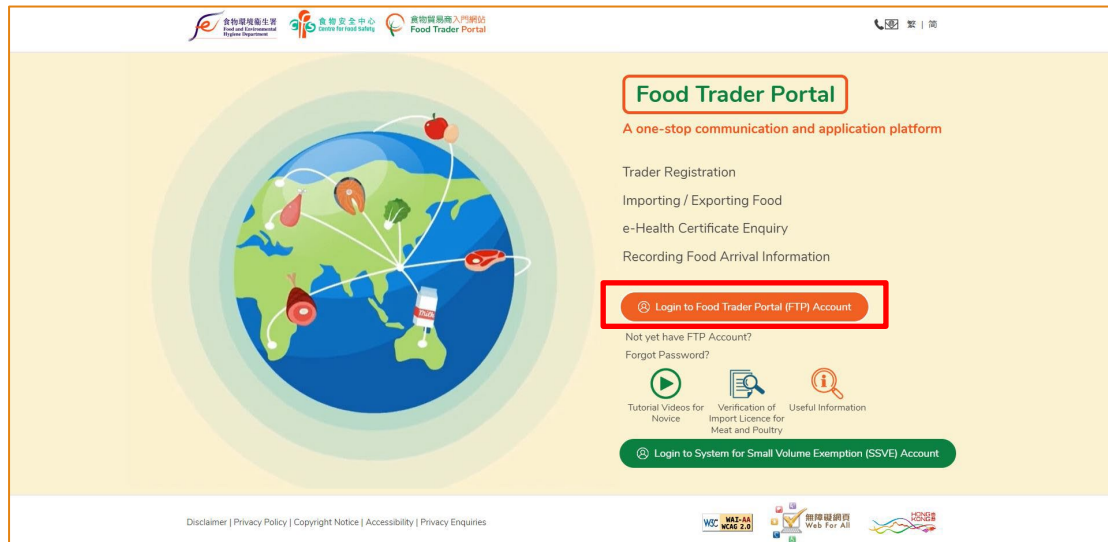 食物環境衞生署
Food and Environmental
Hygiene Department
食物安全中心
Centre for Food Safety
食物貿易商入門網站
Food Trader Portal
繁 | 简
Food Trader Portal
A one-stop communication and application platform
Trader Registration
Importing / Exporting Food
e-Health Certificate Enquiry
Recording Food Arrival Information
Login to Food Trader Portal (FTP) Account
Not yet have FTP Account?
Forgot Password?
Tutorial Videos for
Novice
Verification of
Import Licence for
Meat and Poultry
Useful Information
Login to System for Small Volume Exemption (SSVE) Account
Milk
Disclaimer | Privacy Policy | Copyright Notice | Accessibility | Privacy Enquiries
W3C WAI-AA
WCAG 2.0
無障礙網頁
Web For All
HONG
KONG